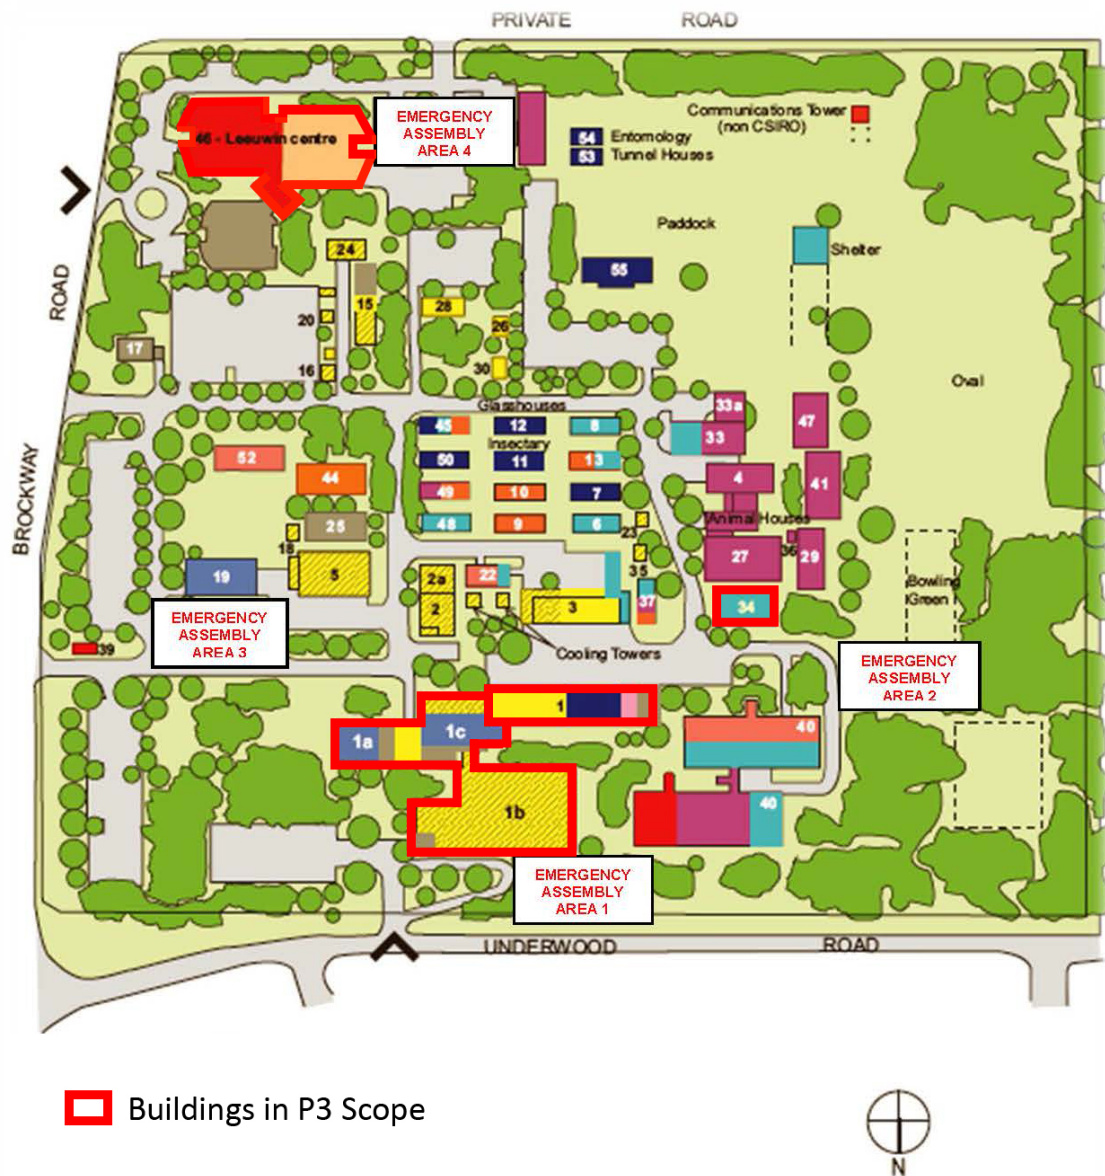 PRIVATE ROAD
EMERGENCY
ASSEMBLY
AREA 4
46 - Leeuwin centre
Communications Tower
(non CSIRO)
54 Entomology
53 Tunnel Houses
Paddock
Shelter
24
55
ROAD
15
28
20
26
17
16
30
Oval
Glasshouses
33a
45
12
8
47
33
Insectary
52
50
11
13
44
4
41
49
10
7
BROCKWAY
25
48
9
6
23
Animal Houses
18
36
27
29
19
5
2a
22
35
Bowling
Green
2
3
37
34
EMERGENCY
ASSEMBLY
AREA 3
39
Cooling Towers
EMERGENCY
ASSEMBLY
AREA 2
1
1a
1c
40
1b
40
EMERGENCY
ASSEMBLY
AREA 1
UNDERWOOD ROAD
Buildings in P3 Scope
N